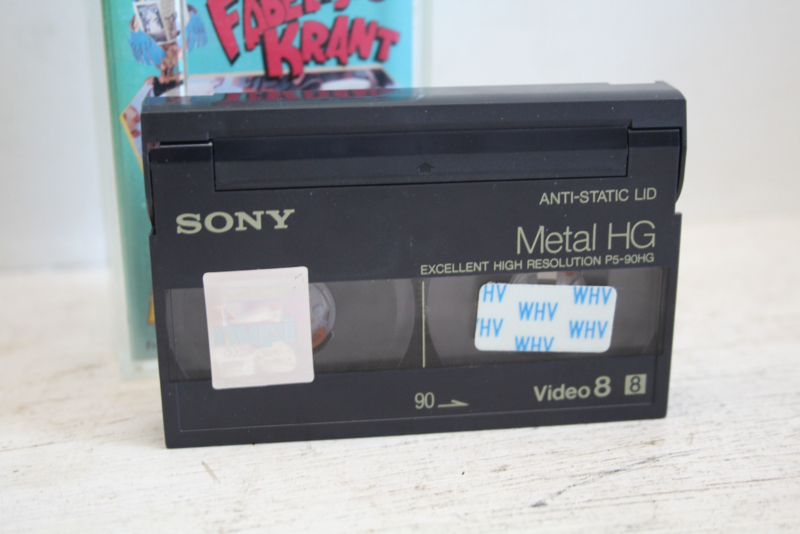 FABELTJES
KRANT
ANTI-STATIC LID
SONY
Metal HG
EXCELLENT HIGH RESOLUTION P5-90HG
HV WHV
WHV
HV WHV
WHV
90
Video 8 8